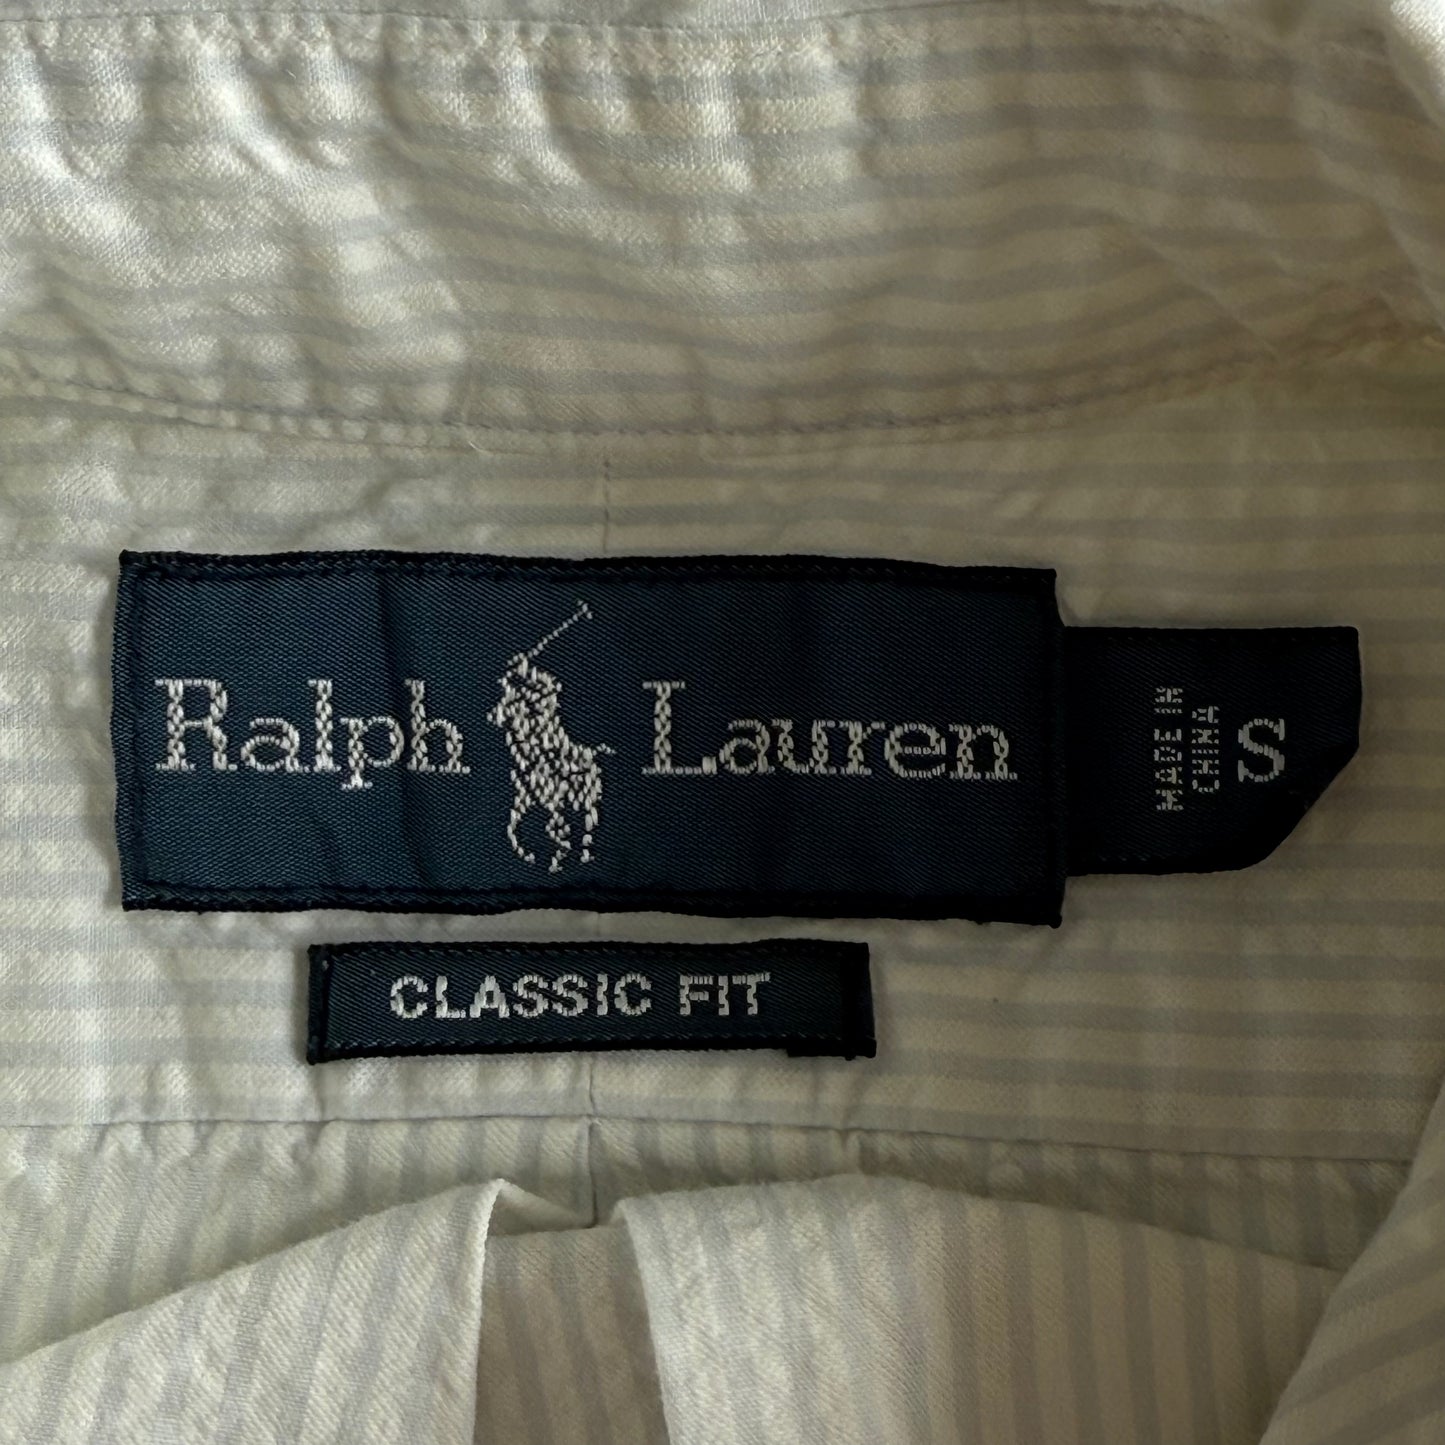 Ralph Lauren
MADE IN
CHINA
S
CLASSIC FIT